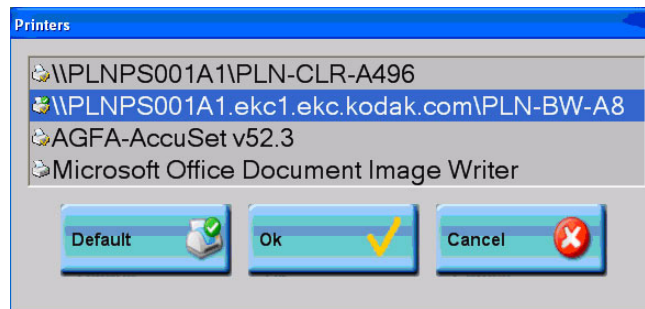 Printers
\\PLNPS001A1\PLN-CLR-A496
\\PLNPS001A1.ekc1.ekc.kodak.com\PLN-BW-A8
AGFA-AccuSet v52.3
Microsoft Office Document Image Writer
Default Ok Cancel